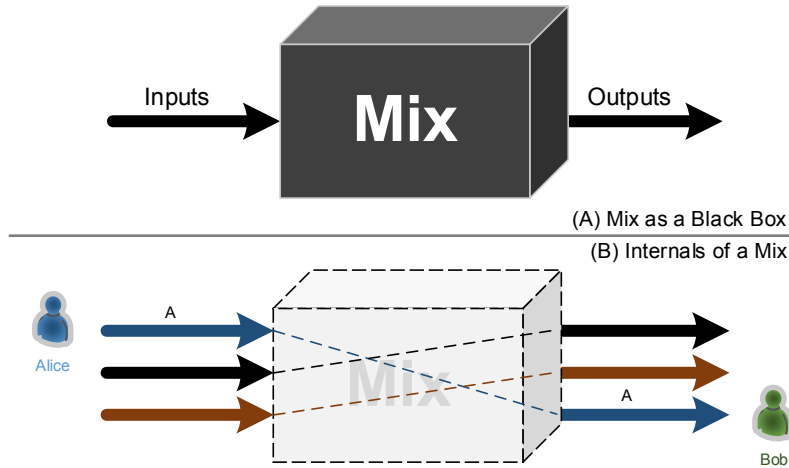 Inputs
Mix
Outputs
(A) Mix as a Black Box
(B) Internals of a Mix
A
Alice
Mix
A
Bob